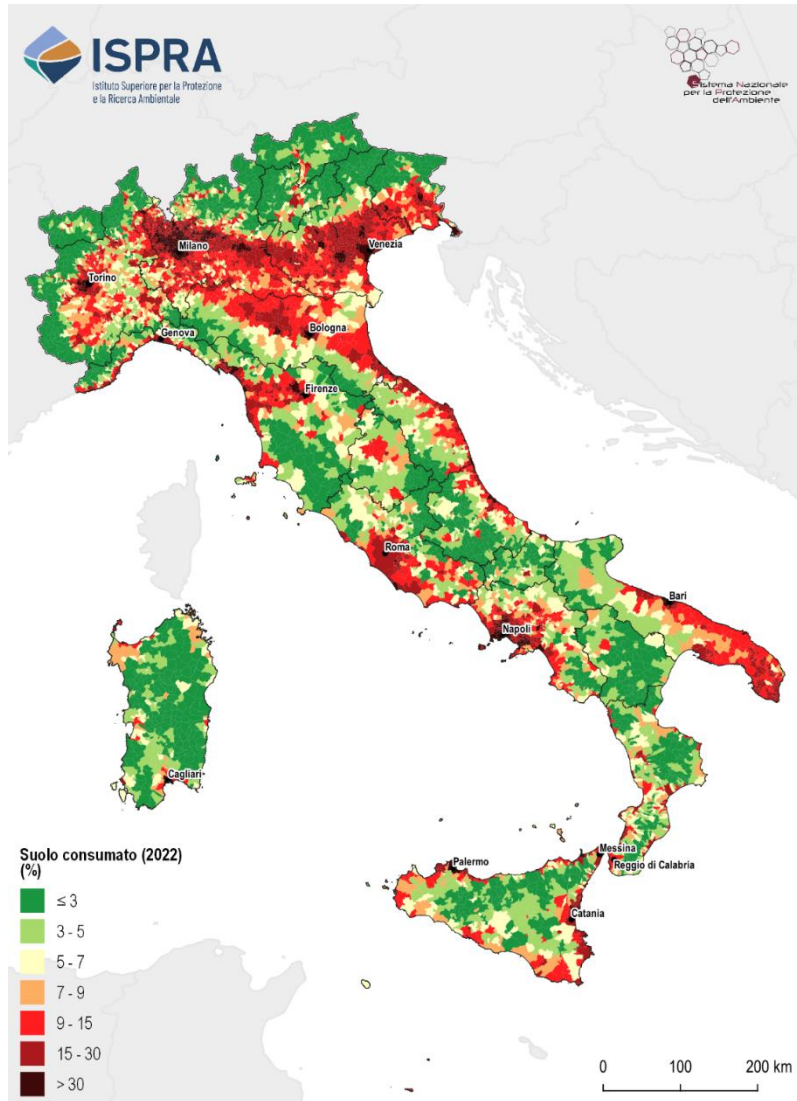 ISPRA
Istituto Superiore per la Protezione
e la Ricerca Ambientale
Sistema Nazionale
per la Protezione
dell'Ambiente
Milano
Venezia
Torino
Bologna
Genova
Firenze
Roma
Bari
Napoli
Cagliari
Messina
Palermo
Reggio di Calabria
Catania
Suolo consumato (2022)
(%)
≤ 3
3 - 5
5 - 7
7 - 9
9 - 15
15 - 30
> 30
0 100 200 km